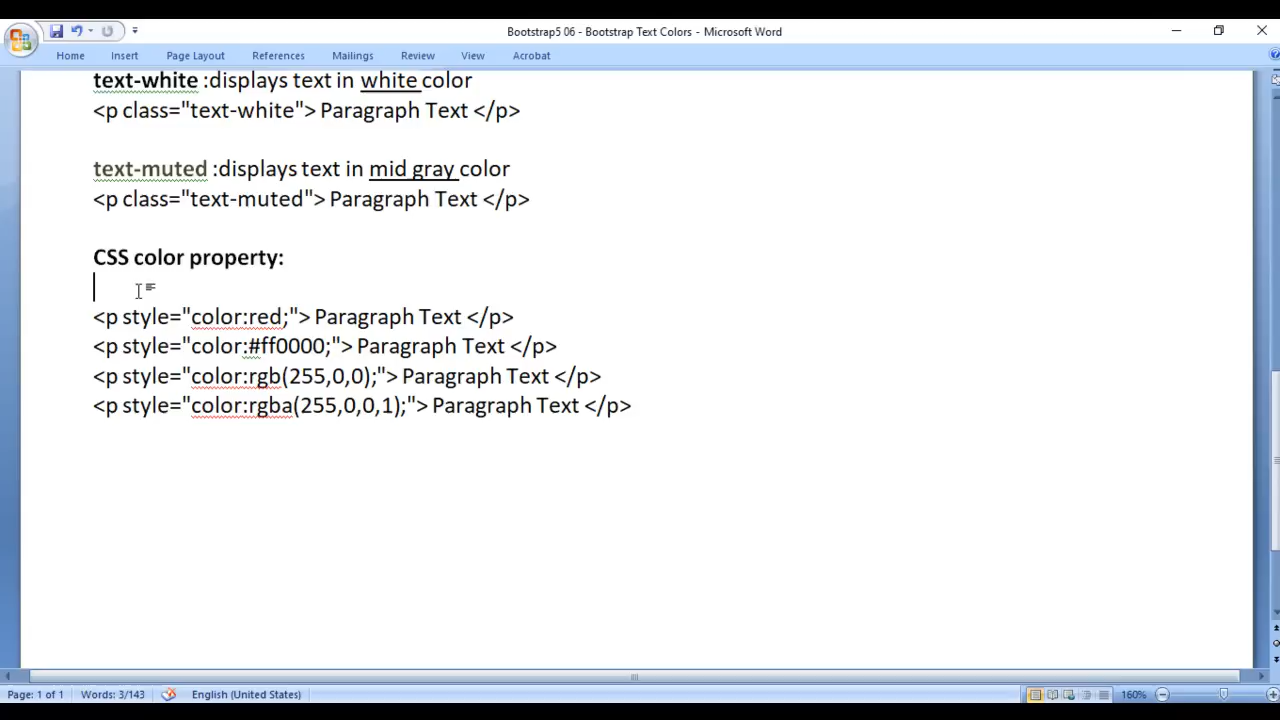 Bootstrap5 06 - Bootstrap Text Colors - Microsoft Word
Home Insert Page Layout References Mailings Review View Acrobat
text-white :displays text in white color
<p class="text-white"> Paragraph Text </p>
text-muted :displays text in mid gray color
<p class="text-muted"> Paragraph Text </p>
CSS color property:
<p style="color:red;"> Paragraph Text </p>
<p style="color:#ff0000;"> Paragraph Text </p>
<p style="color:rgb(255,0,0);"> Paragraph Text </p>
<p style="color:rgba(255,0,0,1);"> Paragraph Text </p>
Page: 1 of 1 Words: 3/143 English (United States) 160%